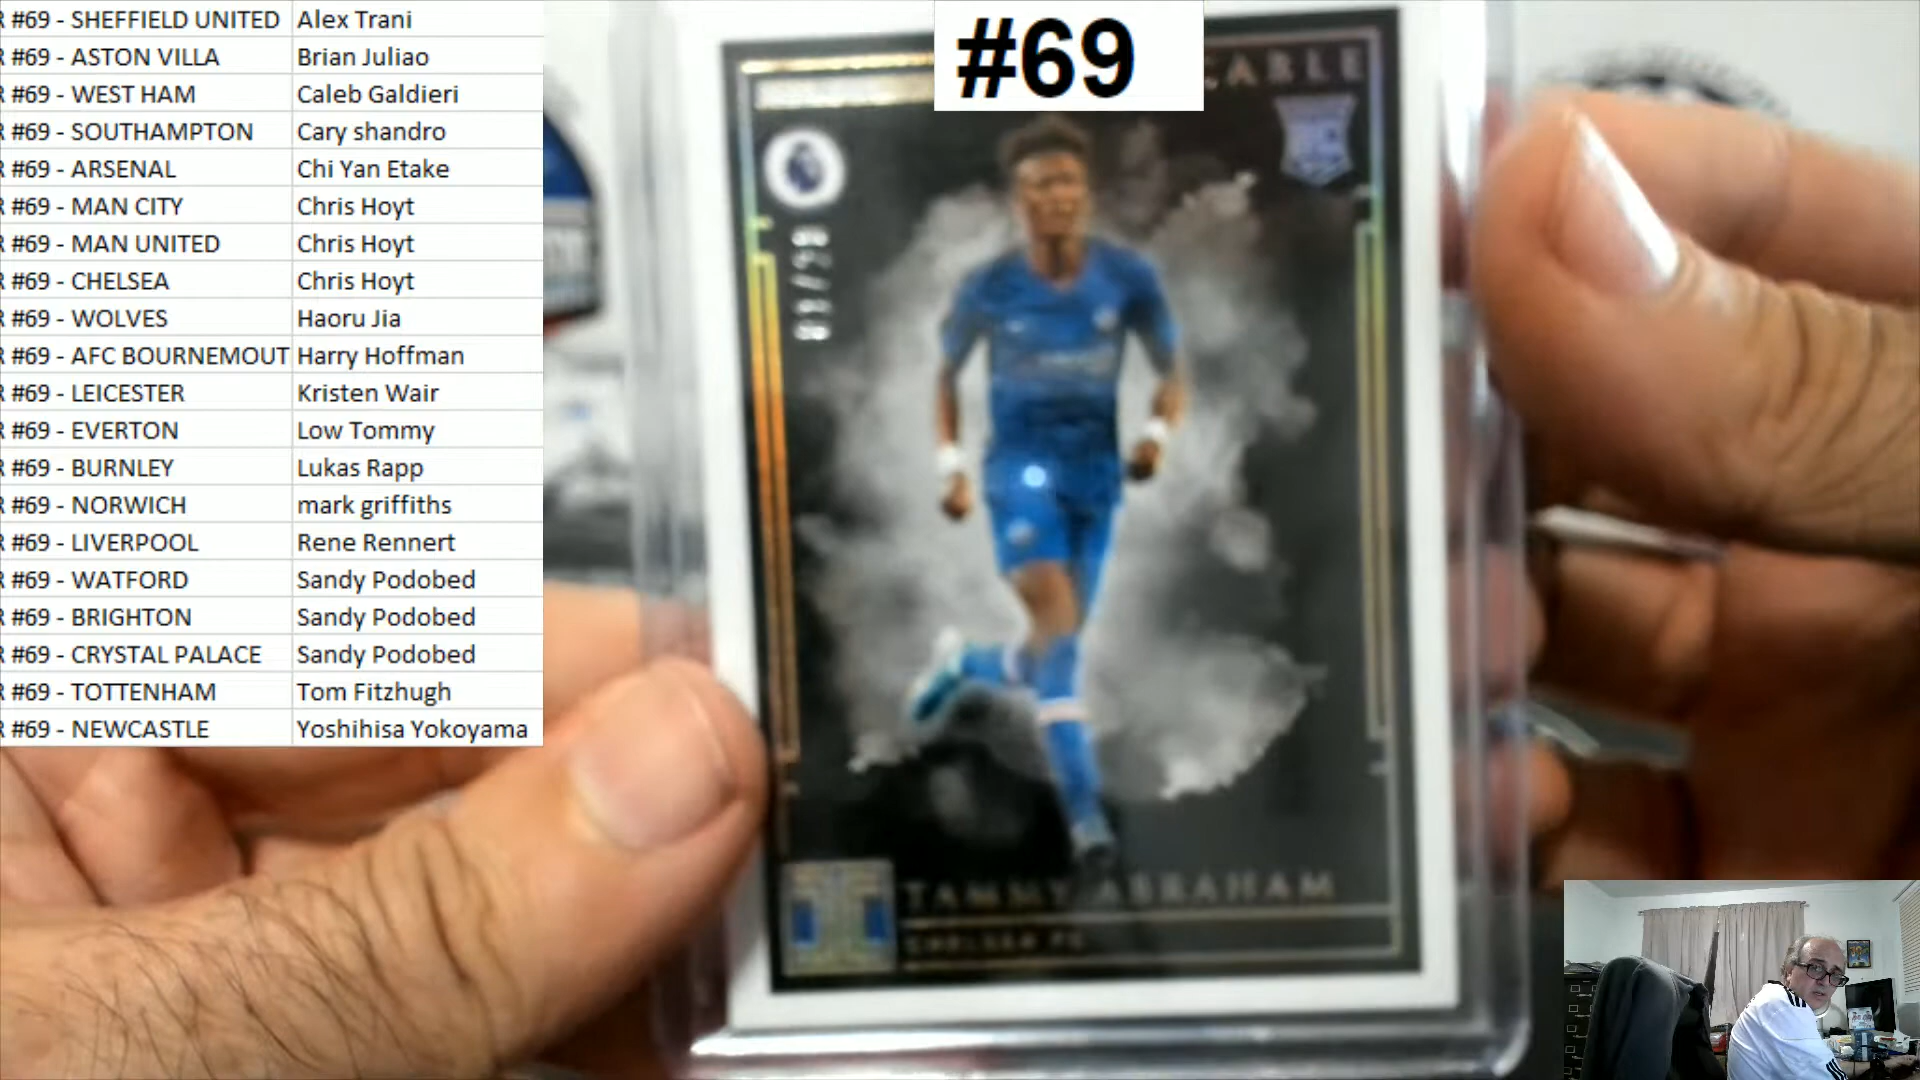 R #69 - SHEFFIELD UNITED Alex Trani
R #69 - ASTON VILLA Brian Juliao
R #69 - WEST HAM Caleb Galdieri
R #69 - SOUTHAMPTON Cary shandro
R #69 - ARSENAL Chi Yan Etake
R #69 - MAN CITY Chris Hoyt
R #69 - MAN UNITED Chris Hoyt
R #69 - CHELSEA Chris Hoyt
R #69 - WOLVES Haoru Jia
R #69 - AFC BOURNEMOUT Harry Hoffman
R #69 - LEICESTER Kristen Wair
R #69 - EVERTON Low Tommy
R #69 - BURNLEY Lukas Rapp
R #69 - NORWICH mark griffiths
R #69 - LIVERPOOL Rene Rennert
R #69 - WATFORD Sandy Podobed
R #69 - BRIGHTON Sandy Podobed
R #69 - CRYSTAL PALACE Sandy Podobed
R #69 - TOTTENHAM Tom Fitzhugh
R #69 - NEWCASTLE Yoshihisa Yokoyama
#69
CABLE
RC
TAMMY ABRAHAM
CHELSEA FC